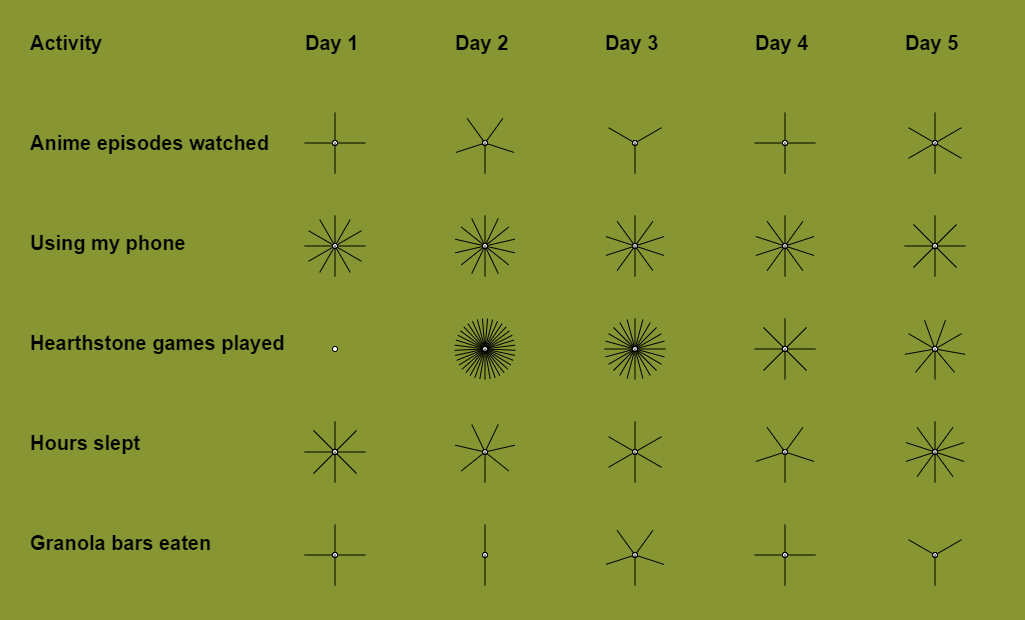 Activity Day 1 Day 2 Day 3 Day 4 Day 5
Anime episodes watched
Using my phone
Hearthstone games played
Hours slept
Granola bars eaten